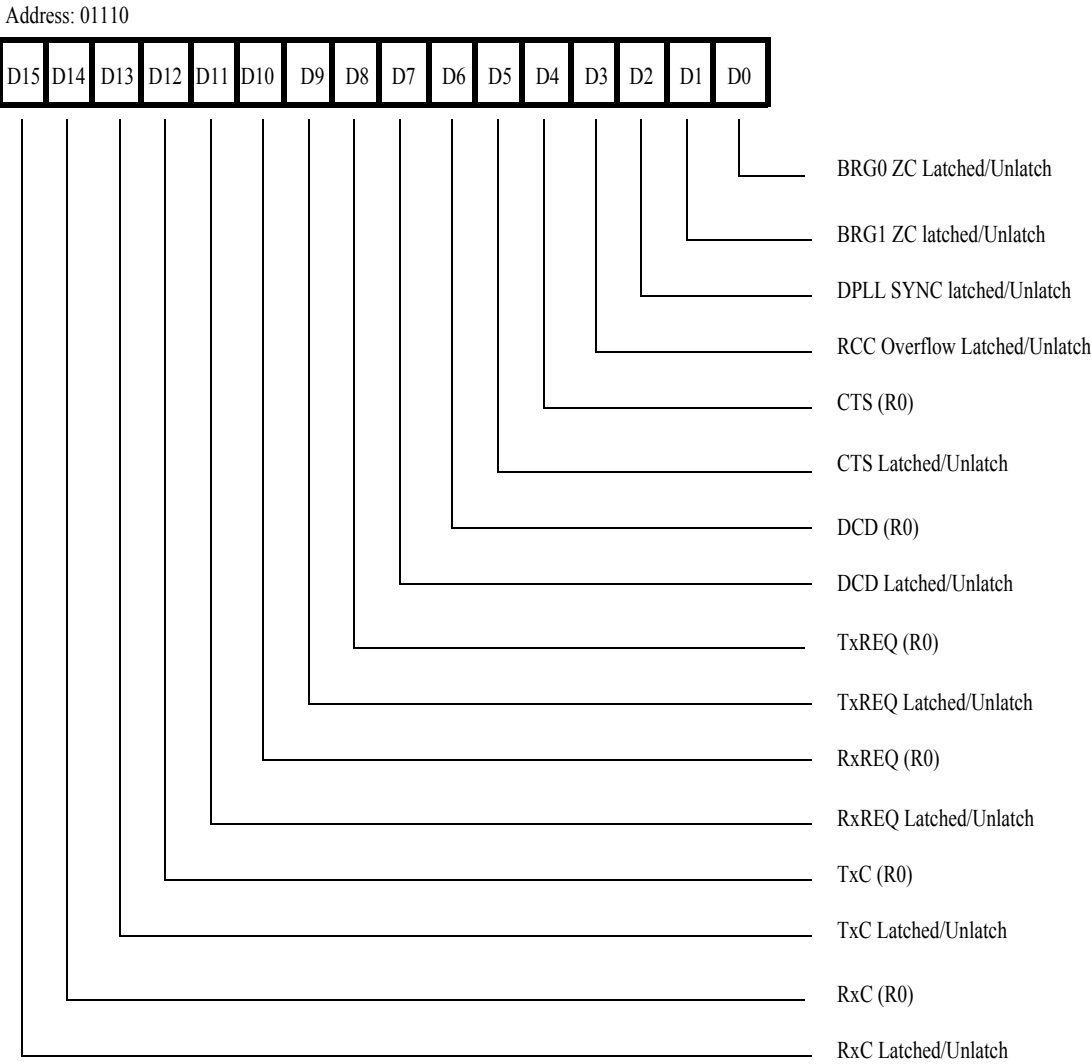 Address: 01110
D15 D14 D13 D12 D11 D10 D9 D8 D7 D6 D5 D4 D3 D2 D1 D0
BRG0 ZC Latched/Unlatch
BRG1 ZC latched/Unlatch
DPLL SYNC latched/Unlatch
RCC Overflow Latched/Unlatch
CTS (R0)
CTS Latched/Unlatch
DCD (R0)
DCD Latched/Unlatch
TxREQ (R0)
TxREQ Latched/Unlatch
RxREQ (R0)
RxREQ Latched/Unlatch
TxC (R0)
TxC Latched/Unlatch
RxC (R0)
RxC Latched/Unlatch